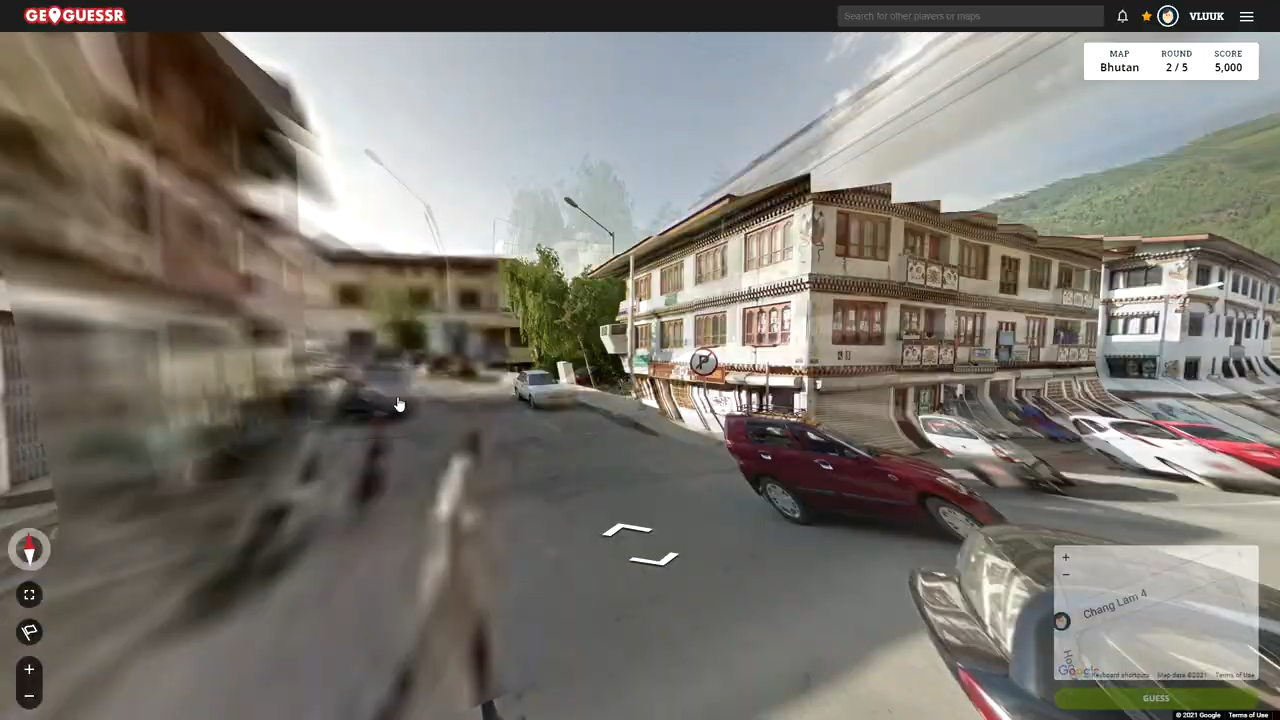 GEOGUESSR
Search for other players or maps
VLUUK
MAP ROUND SCORE
Bhutan 2 / 5 5,000
P
+
−
Chang Lam 4
Ho
Google
Keyboard shortcuts Map data ©2021 Terms of Use
+
−
GUESS
© 2021 Google Terms of Use